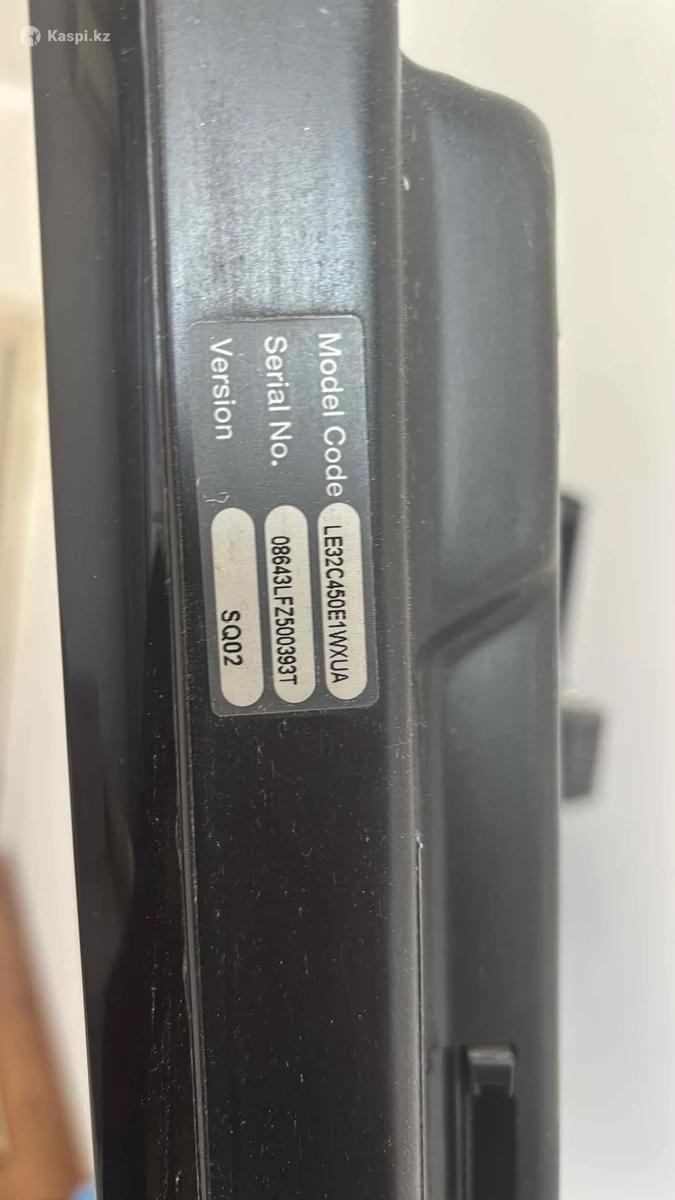 Kaspi.kz
Model Code LE32C450E1WXUA
Serial No. 08643LFZ500393T
Version SQ02